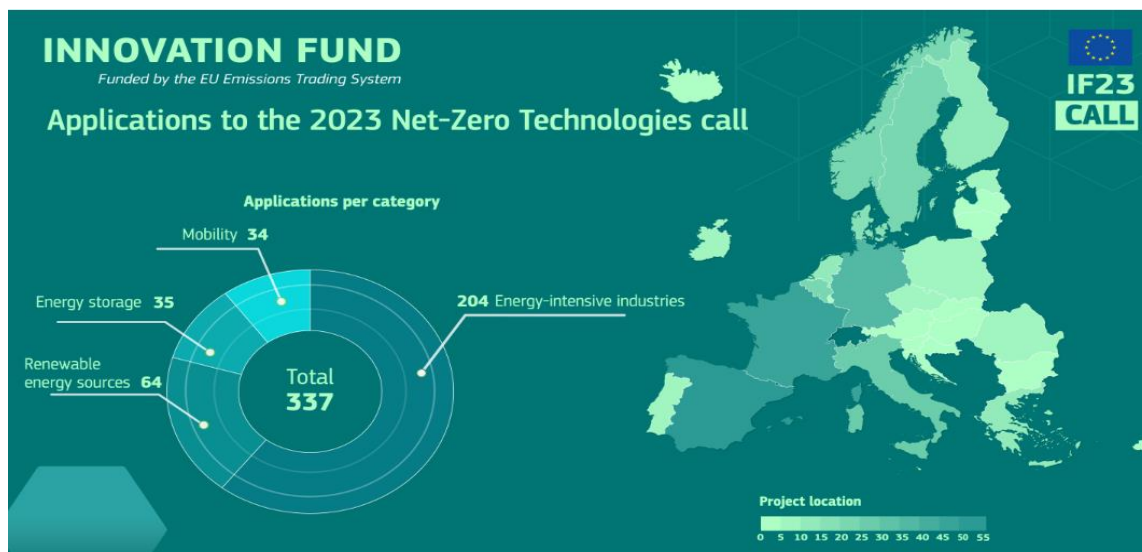 INNOVATION FUND
Funded by the EU Emissions Trading System
Applications to the 2023 Net-Zero Technologies call
IF23
CALL
Applications per category
Mobility 34
Energy storage 35
204 Energy-intensive industries
Renewable
energy sources 64
Total
337
Project location
0 5 10 15 20 25 30 35 40 45 50 55